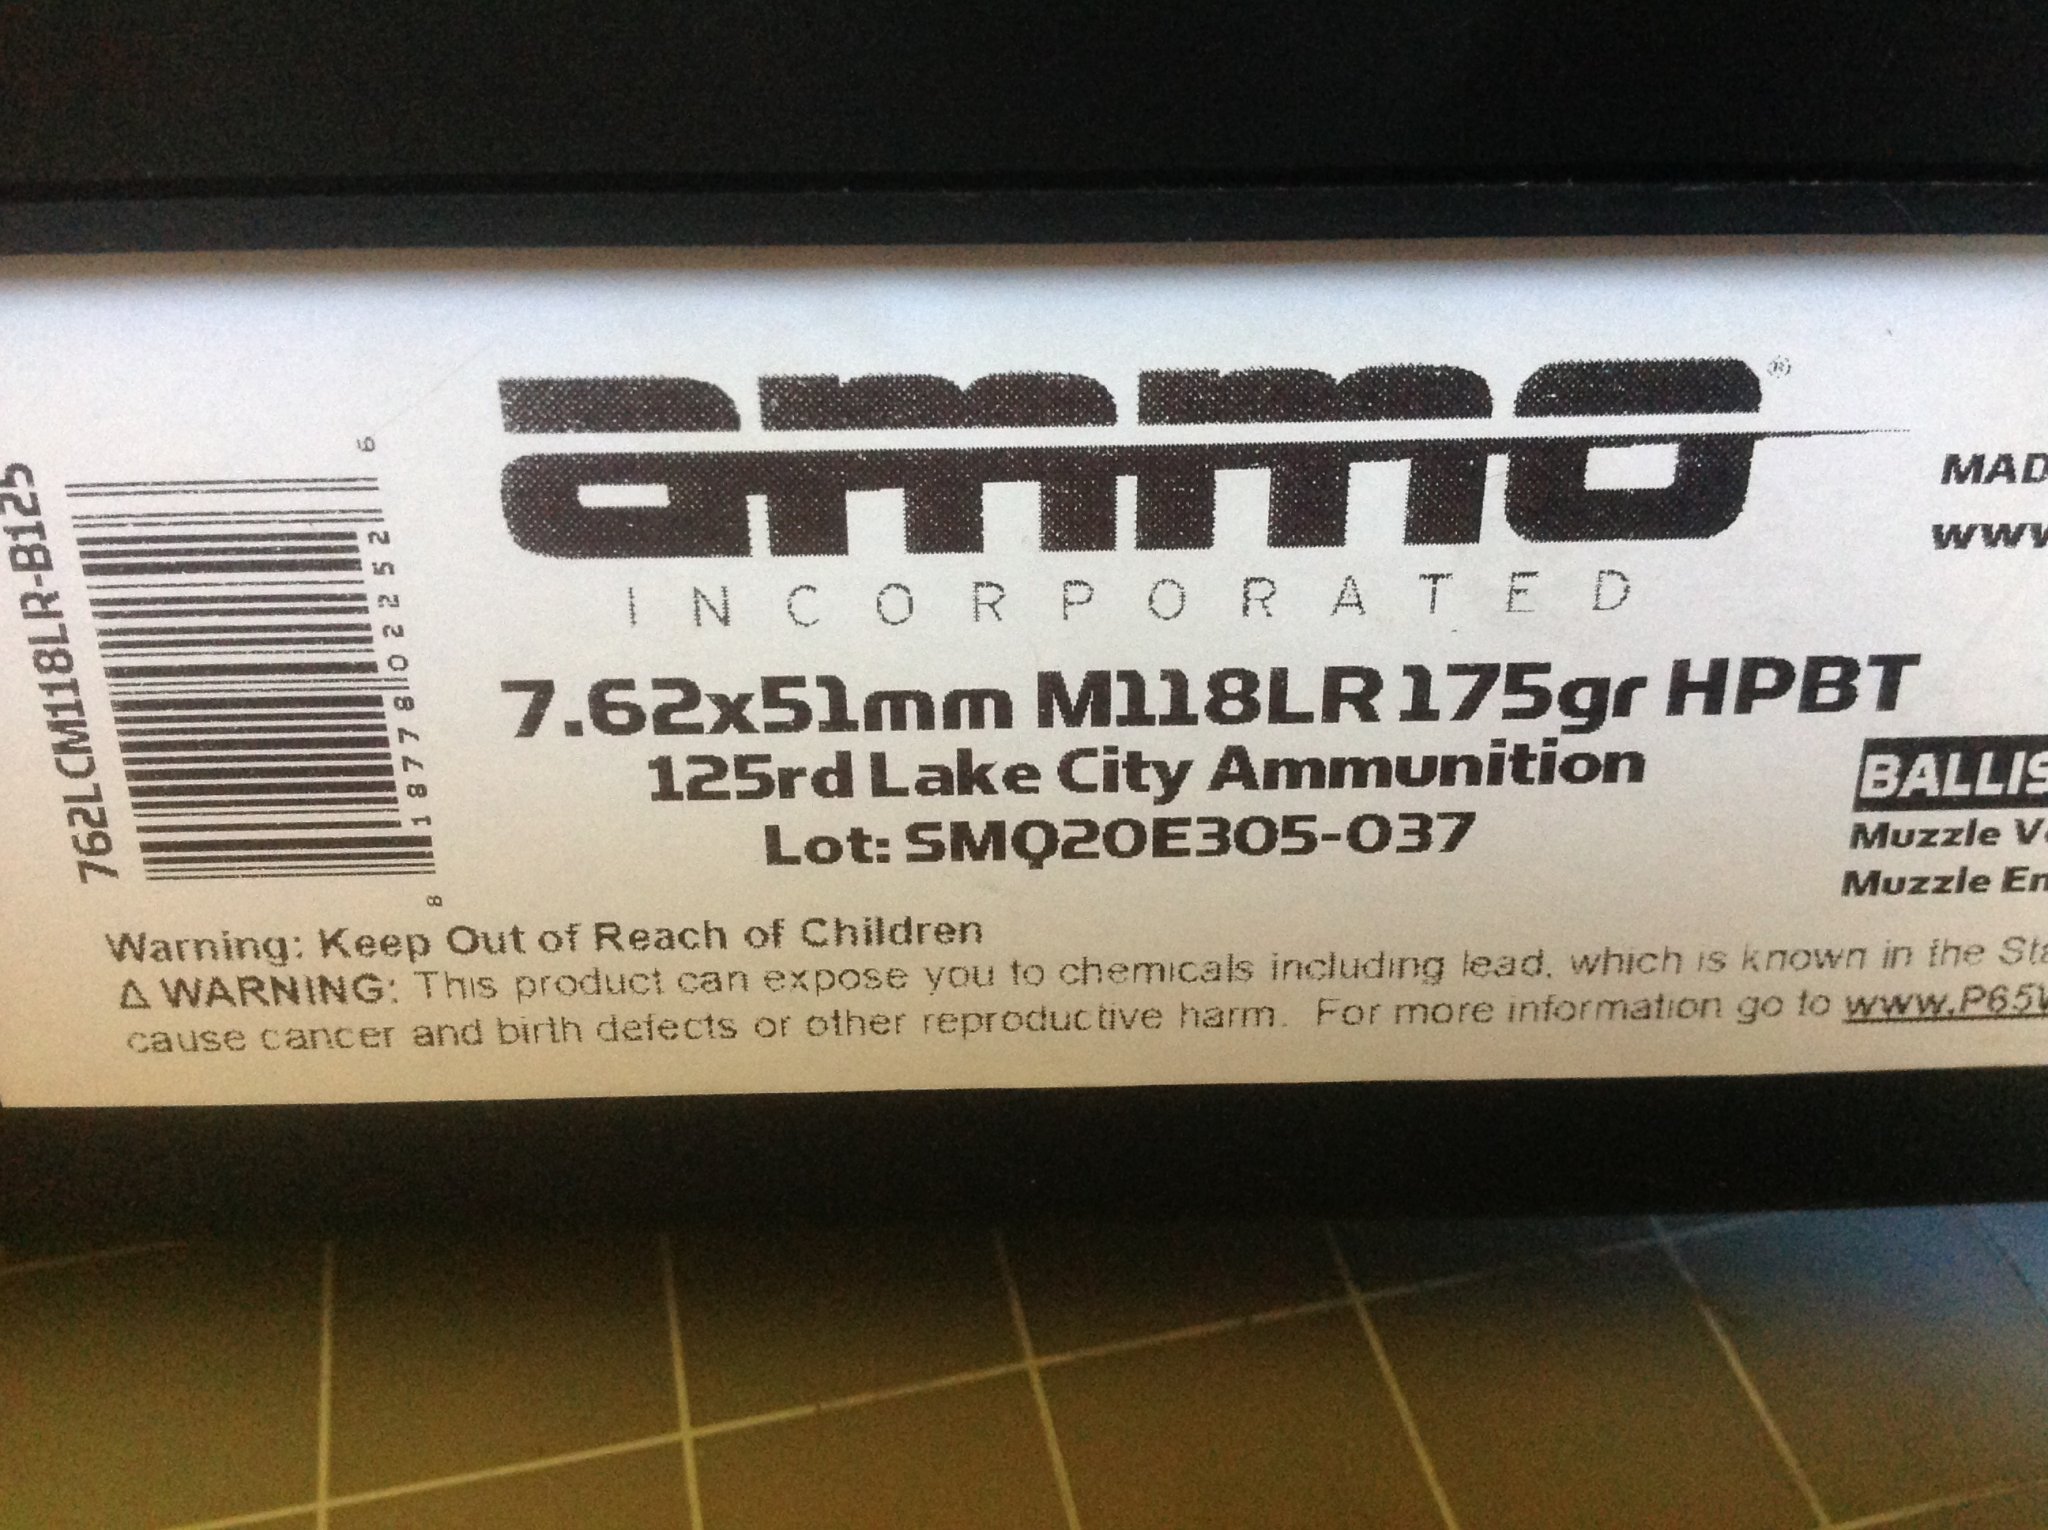 ammo®
INCORPORATED
7.62x51mm M118LR 175gr HPBT
125rd Lake City Ammunition
Lot: SMQ20E305-037
762LCM118LR-B125
8 18778 02252 6
MAD
www
BALLIS
Muzzle V
Muzzle En
Warning: Keep Out of Reach of Children
⚠ WARNING: This product can expose you to chemicals including lead, which is known in the Sta
cause cancer and birth defects or other reproductive harm. For more information go to www.P65W